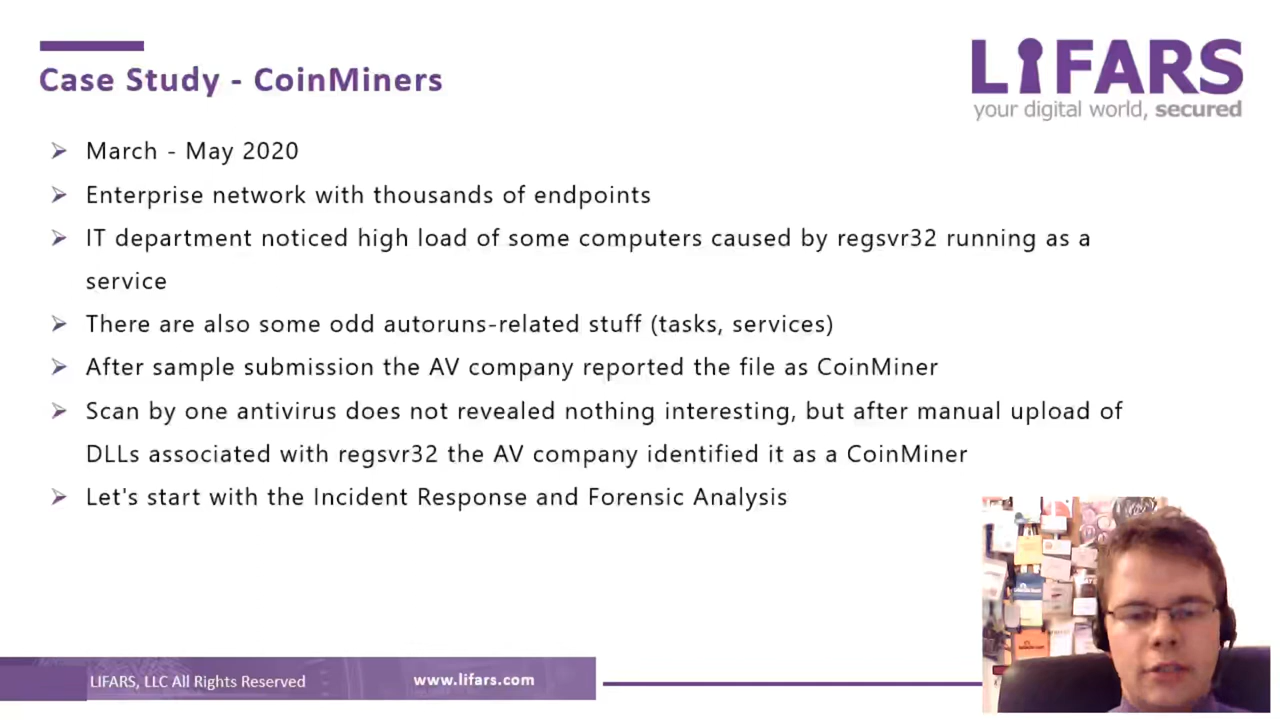 Case Study - CoinMiners
LIFARS
your digital world, secured
March - May 2020
Enterprise network with thousands of endpoints
IT department noticed high load of some computers caused by regsvr32 running as a
service
There are also some odd autoruns-related stuff (tasks, services)
After sample submission the AV company reported the file as CoinMiner
Scan by one antivirus does not revealed nothing interesting, but after manual upload of
DLLs associated with regsvr32 the AV company identified it as a CoinMiner
Let's start with the Incident Response and Forensic Analysis
LIFARS, LLC All Rights Reserved
www.lifars.com